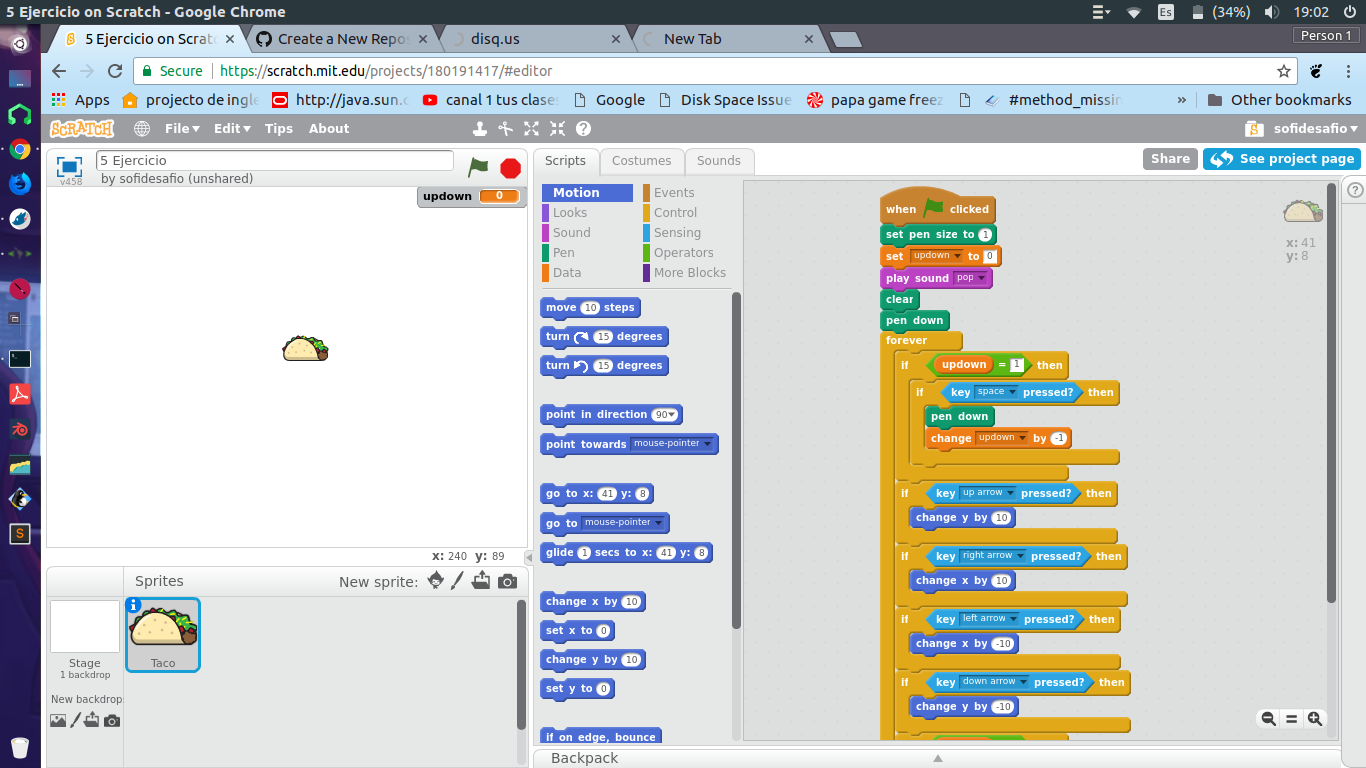 5 Ejercicio on Scratch - Google Chrome
Es (34%) 19:02
5 Ejercicio on Scratc
Create a New Repos
disq.us
New Tab
Person 1
Secure https://scratch.mit.edu/projects/180191417/#editor
Apps projecto de ingle http://java.sun.c canal 1 tus clase Google Disk Space Issue papa game freez #method_missin » Other bookmarks
SCRATCH File Edit Tips About sofidesafio
v458
5 Ejercicio
by sofidesafio (unshared)
updown 0
x: 240 y: 89
Sprites New sprite:
Stage
1 backdrop
New backdrop
Taco
Scripts Costumes Sounds
Share See project page
Motion Events
Looks Control
Sound Sensing
Pen Operators
Data More Blocks
move 10 steps
turn 15 degrees
turn 15 degrees
point in direction 90
point towards mouse-pointer
go to x: 41 y: 8
go to mouse-pointer
glide 1 secs to x: 41 y: 8
change x by 10
set x to 0
change y by 10
set y to 0
if on edge, bounce
when clicked
set pen size to 1
set updown to 0
play sound pop
clear
pen down
forever
if updown = 1 then
if key space pressed? then
pen down
change updown by -1
if key up arrow pressed? then
change y by 10
if key right arrow pressed? then
change x by 10
if key left arrow pressed? then
change x by -10
if key down arrow pressed? then
change y by -10
x: 41
y: 8
Backpack